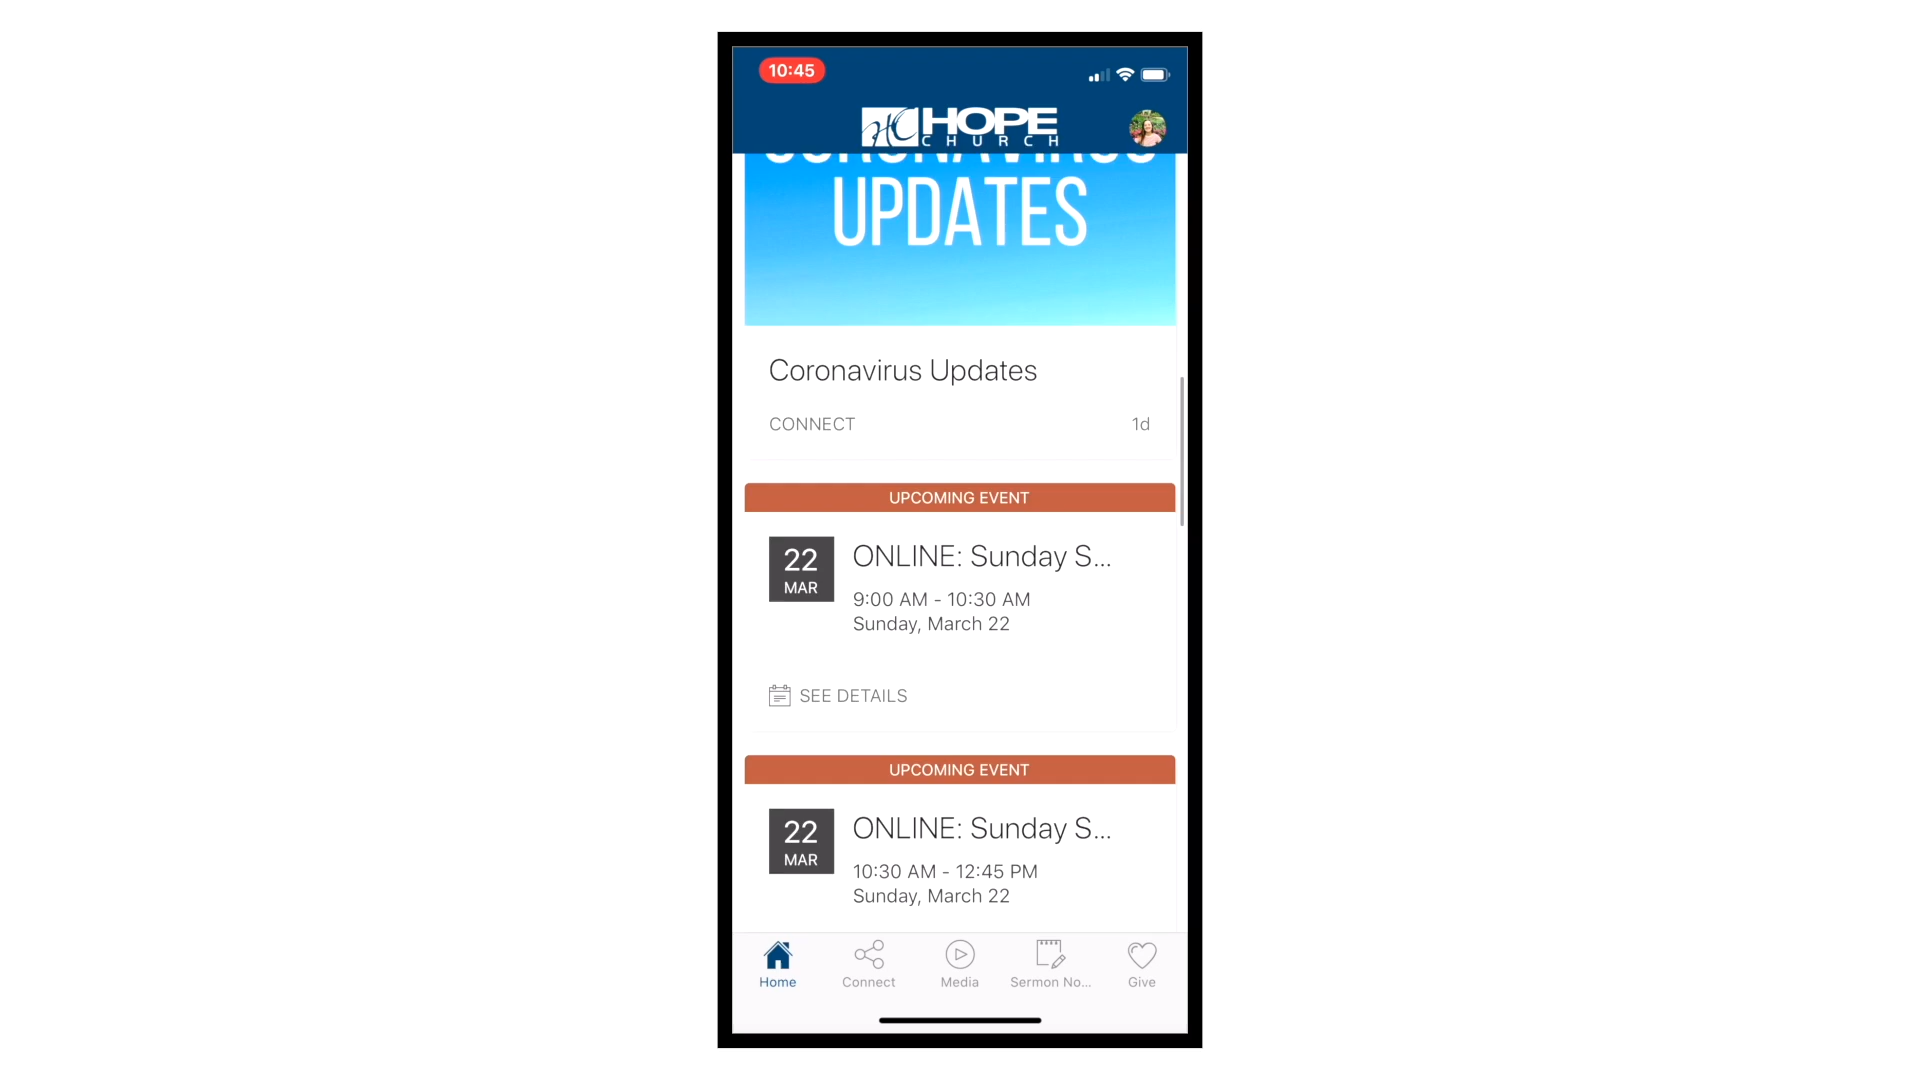 10:45
HC HOPE
CHURCH
CORONAVIRUS
UPDATES
Coronavirus Updates
CONNECT
1d
UPCOMING EVENT
22
MAR
ONLINE: Sunday S...
9:00 AM - 10:30 AM
Sunday, March 22
SEE DETAILS
UPCOMING EVENT
22
MAR
ONLINE: Sunday S...
10:30 AM - 12:45 PM
Sunday, March 22
Home
Connect
Media
Sermon No...
Give